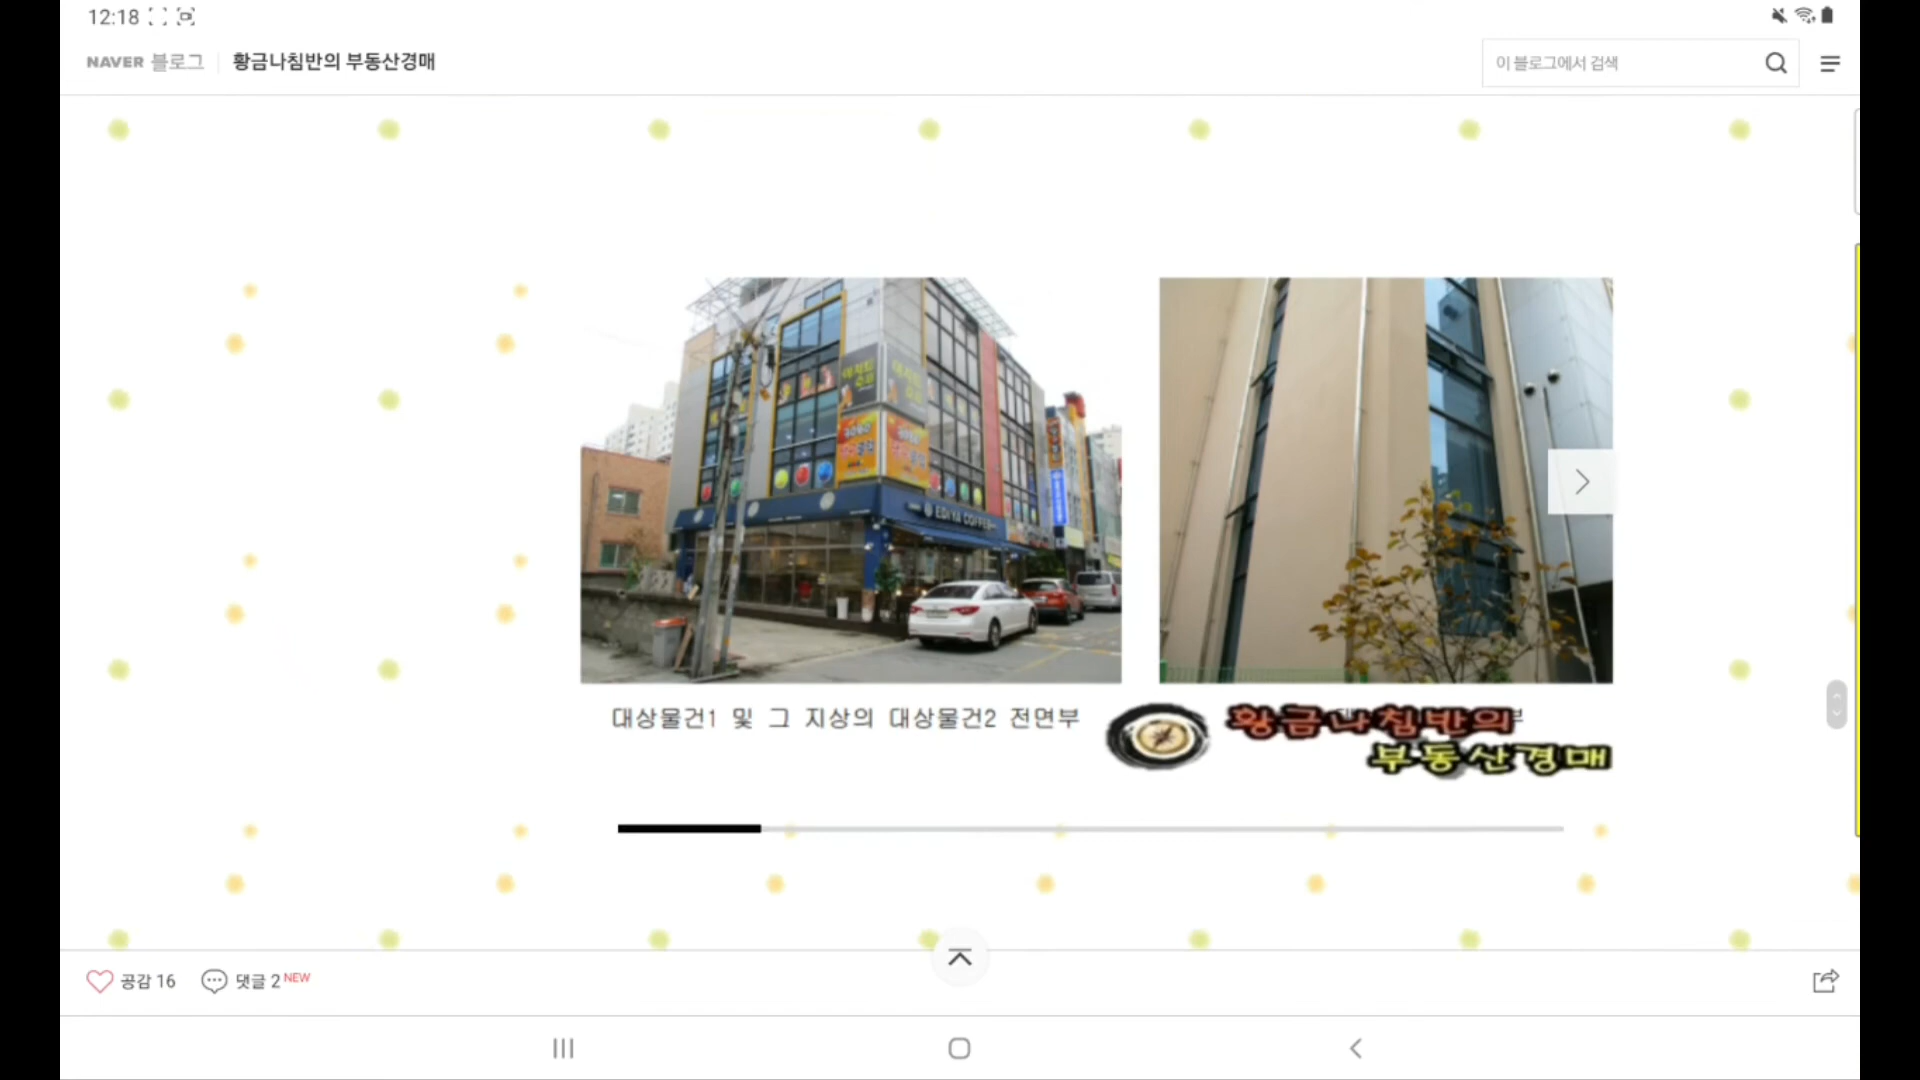 12:18
NAVER 블로그 황금나침반의 부동산경매
이 블로그에서 검색
EDIYA COFFEE
대상물건1 및 그 지상의 대상물건2 전면부
황금나침반의
부동산경매
공감 16 댓글 2 NEW